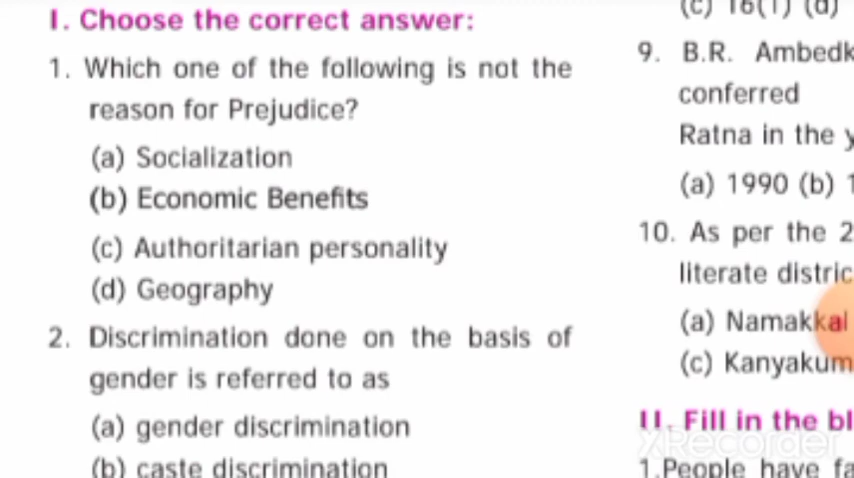 I. Choose the correct answer:
1. Which one of the following is not the
reason for Prejudice?
(a) Socialization
(b) Economic Benefits
(c) Authoritarian personality
(d) Geography
2. Discrimination done on the basis of
gender is referred to as
(a) gender discrimination
(b) caste discrimination
(c) 16(1) (d)
9. B.R. Ambedk
conferred
Ratna in the y
(a) 1990 (b) 1
10. As per the 2
literate distric
(a) Namakkal
(c) Kanyakum
II. Fill in the bl
XRecorder
1.People have fa